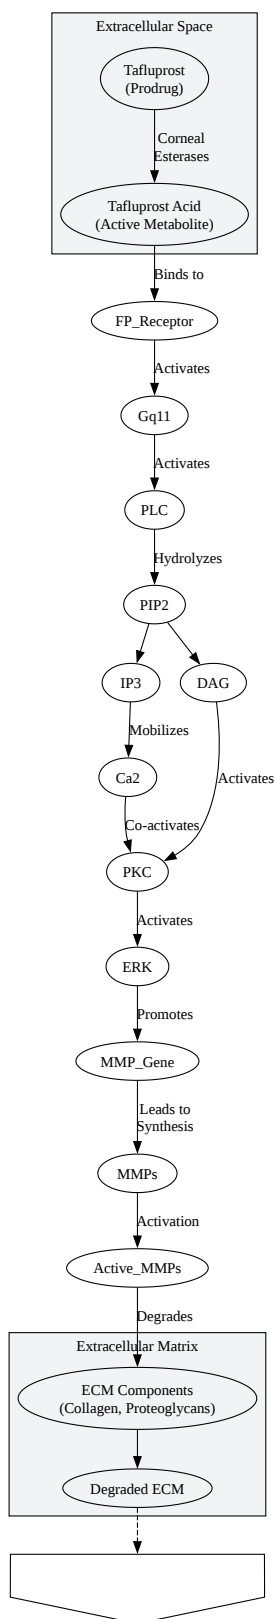 Extracellular Space
Tafluprost
(Prodrug)
Corneal
Esterases
Tafluprost Acid
(Active Metabolite)
Binds to
FP_Receptor
Activates
Gq11
Activates
PLC
Hydrolyzes
PIP2
IP3
DAG
Mobilizes
Ca2
Activates
Co-activates
PKC
Activates
ERK
Promotes
MMP_Gene
Leads to
Synthesis
MMPs
Activation
Active_MMPs
Degrades
Extracellular Matrix
ECM Components
(Collagen, Proteoglycans)
Degraded ECM